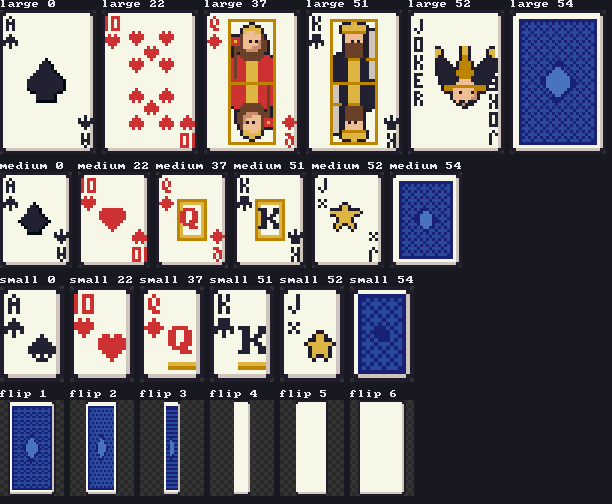 large 0 large 22 large 37 large 51 large 52 large 54
A 10 Q K JOKER
A 10 Q K JOKER
medium 0 medium 22 medium 37 medium 51 medium 52 medium 54
A 10 Q K J
Q K
A 10 Q K J
small 0 small 22 small 37 small 51 small 52 small 54
A 10 Q K J
Q K
flip 1 flip 2 flip 3 flip 4 flip 5 flip 6